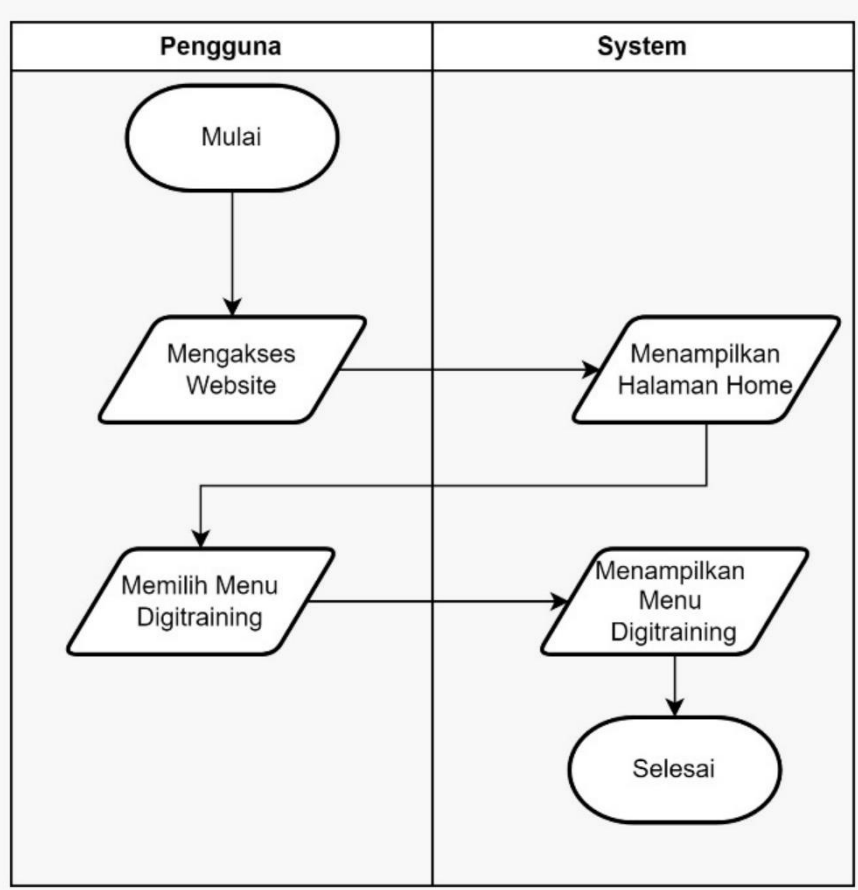 Pengguna
System
Mulai
Mengakses
Website
Menampilkan
Halaman Home
Memilih Menu
Digitraining
Menampilkan
Menu
Digitraining
Selesai